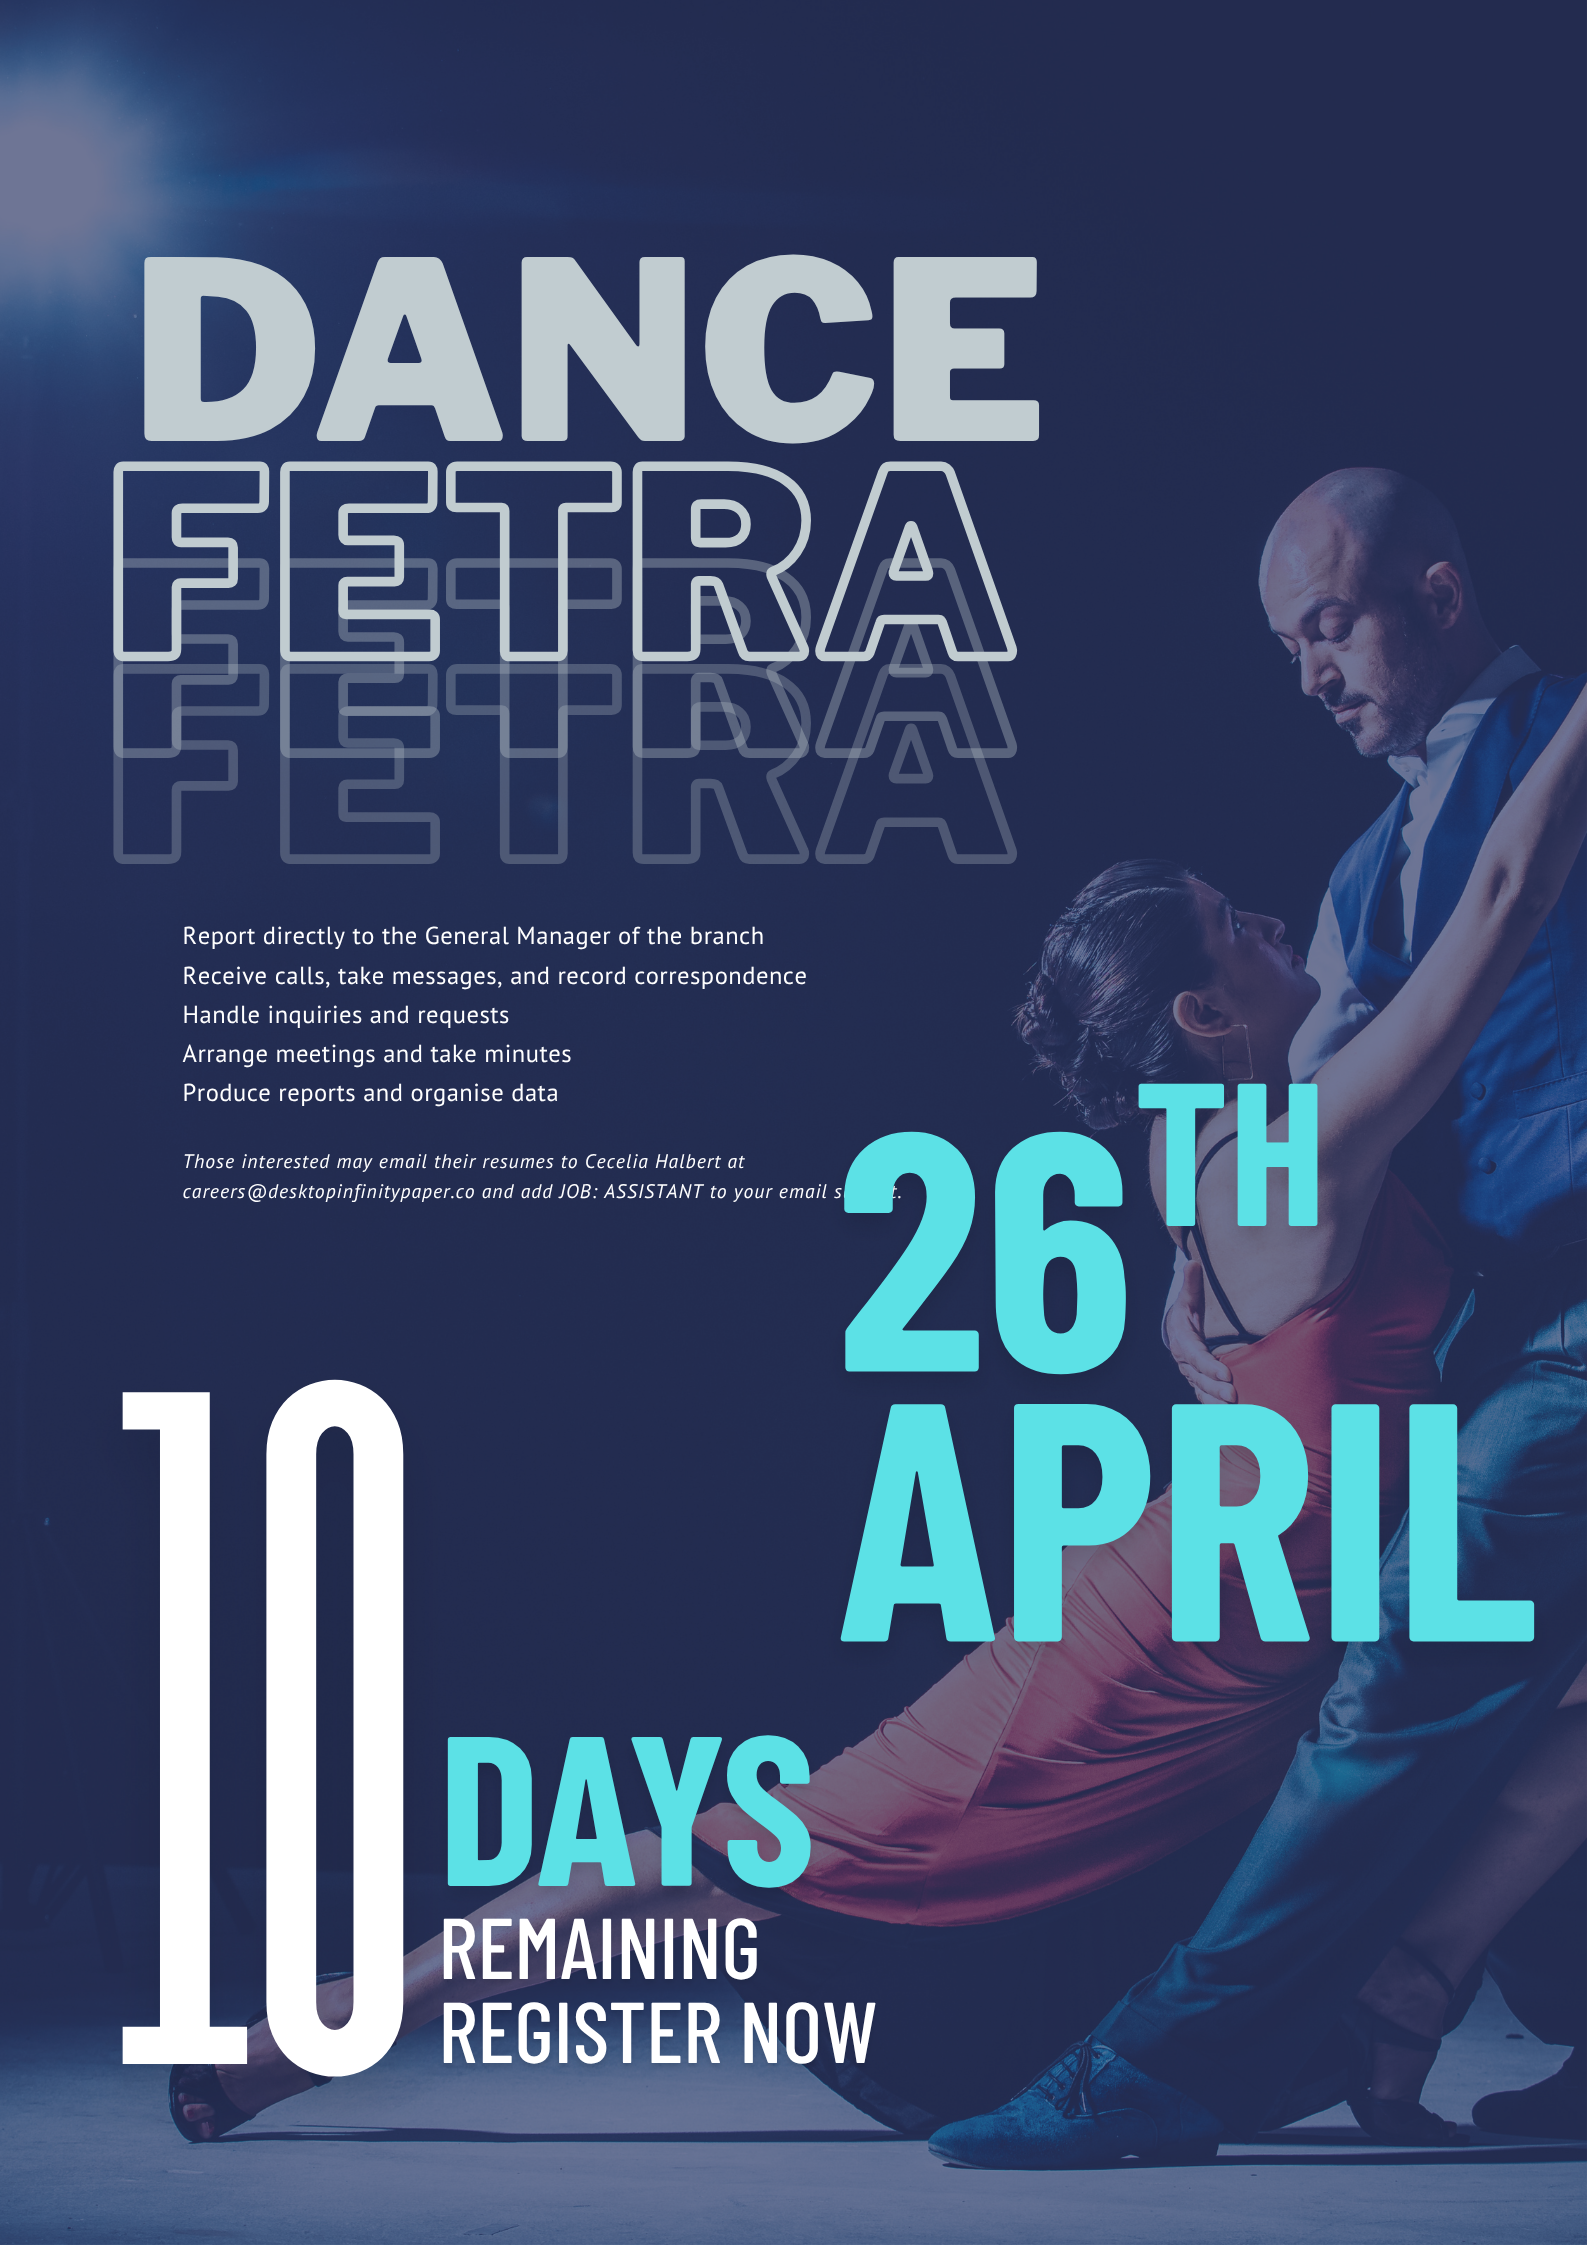 DANCE
FETRA
FETRA
FETRA
Report directly to the General Manager of the branch
Receive calls, take messages, and record correspondence
Handle inquiries and requests
Arrange meetings and take minutes
Produce reports and organise data
Those interested may email their resumes to Cecelia Halbert at
careers@desktopinfinitypaper.co and add JOB: ASSISTANT to your email
26TH
APRIL
10
DAYS
REMAINING
REGISTER NOW